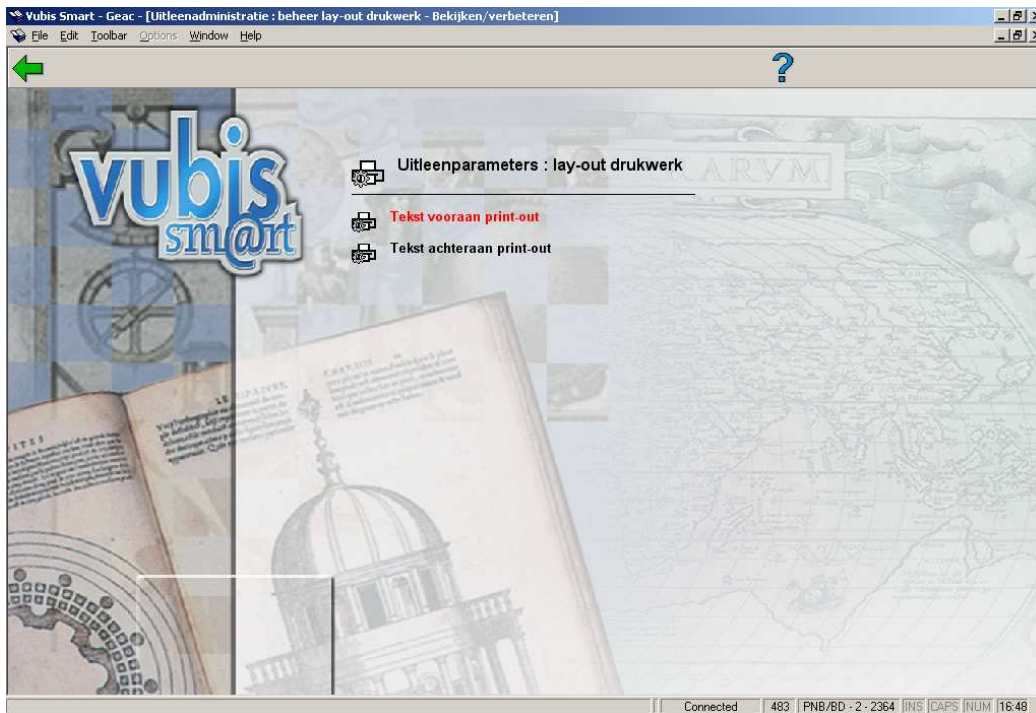 Vubis Smart - Geac - [Uitleenadministratie : beheer lay-out drukwerk - Bekijken/verbeteren]
File Edit Toolbar Options Window Help
?
vubis
sm@rt
Uitleenparameters : lay-out drukwerk
Tekst vooraan print-out
Tekst achteraan print-out
ARVM
Connected 483 PNB/BD - 2 - 2364 INS CAPS NUM 16:48